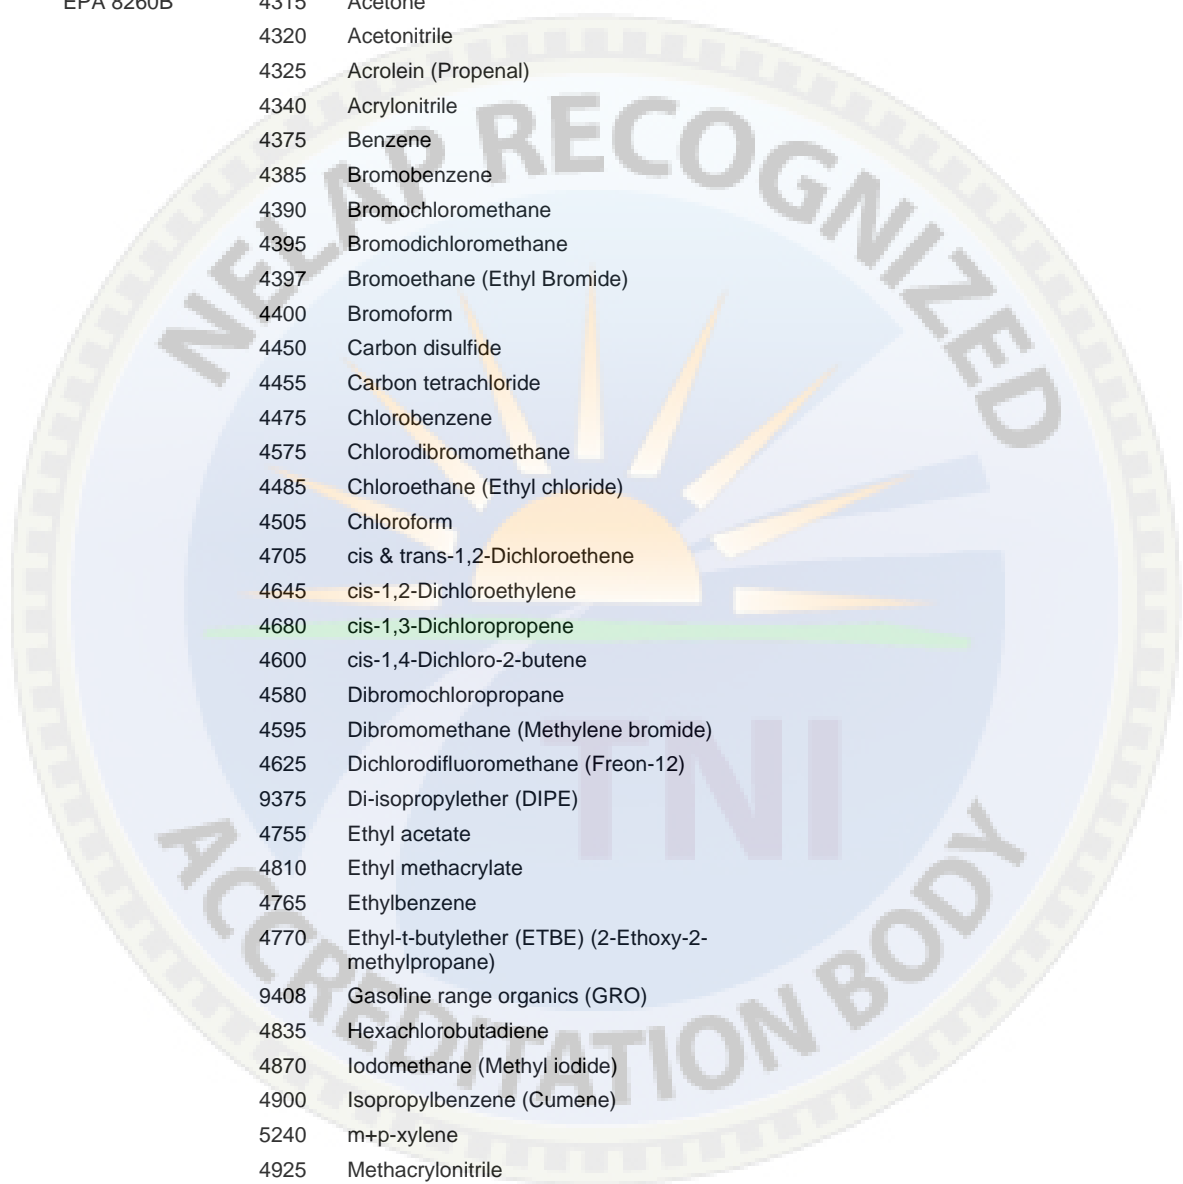 EPA 8260B 4315 Acetone
4320 Acetonitrile
4325 Acrolein (Propenal)
4340 Acrylonitrile
4375 Benzene
4385 Bromobenzene
4390 Bromochloromethane
4395 Bromodichloromethane
4397 Bromoethane (Ethyl Bromide)
4400 Bromoform
4450 Carbon disulfide
4455 Carbon tetrachloride
4475 Chlorobenzene
4575 Chlorodibromomethane
4485 Chloroethane (Ethyl chloride)
4505 Chloroform
4705 cis & trans-1,2-Dichloroethene
4645 cis-1,2-Dichloroethylene
4680 cis-1,3-Dichloropropene
4600 cis-1,4-Dichloro-2-butene
4580 Dibromochloropropane
4595 Dibromomethane (Methylene bromide)
4625 Dichlorodifluoromethane (Freon-12)
9375 Di-isopropylether (DIPE)
4755 Ethyl acetate
4810 Ethyl methacrylate
4765 Ethylbenzene
4770 Ethyl-t-butylether (ETBE) (2-Ethoxy-2-
methylpropane)
9408 Gasoline range organics (GRO)
4835 Hexachlorobutadiene
4870 Iodomethane (Methyl iodide)
4900 Isopropylbenzene (Cumene)
5240 m+p-xylene
4925 Methacrylonitrile
NELAP RECOGNIZED
TNI
ACCREDITATION BODY